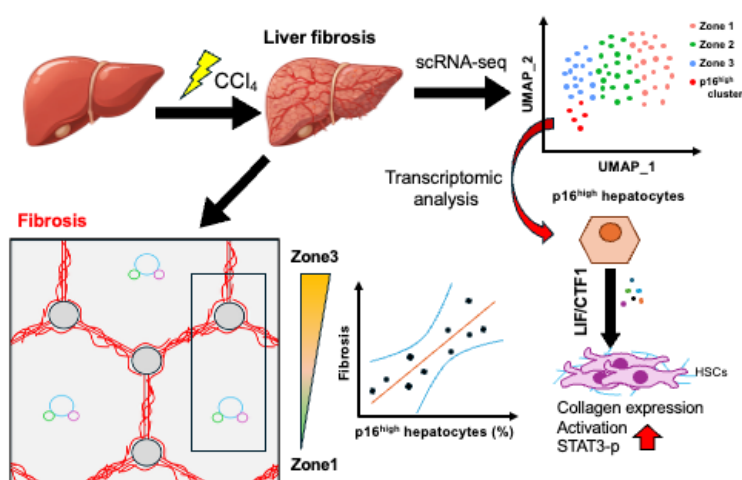 Liver fibrosis
CCl₄
scRNA-seq
UMAP_2
UMAP_1
Zone 1
Zone 2
Zone 3
p16ʰⁱᵍʰ
cluster
Transcriptomic
analysis
p16ʰⁱᵍʰ hepatocytes
LIF/CTF1
HSCs
Collagen expression
Activation
STAT3-p
Fibrosis
Zone3
Zone1
Fibrosis
p16ʰⁱᵍʰ hepatocytes (%)